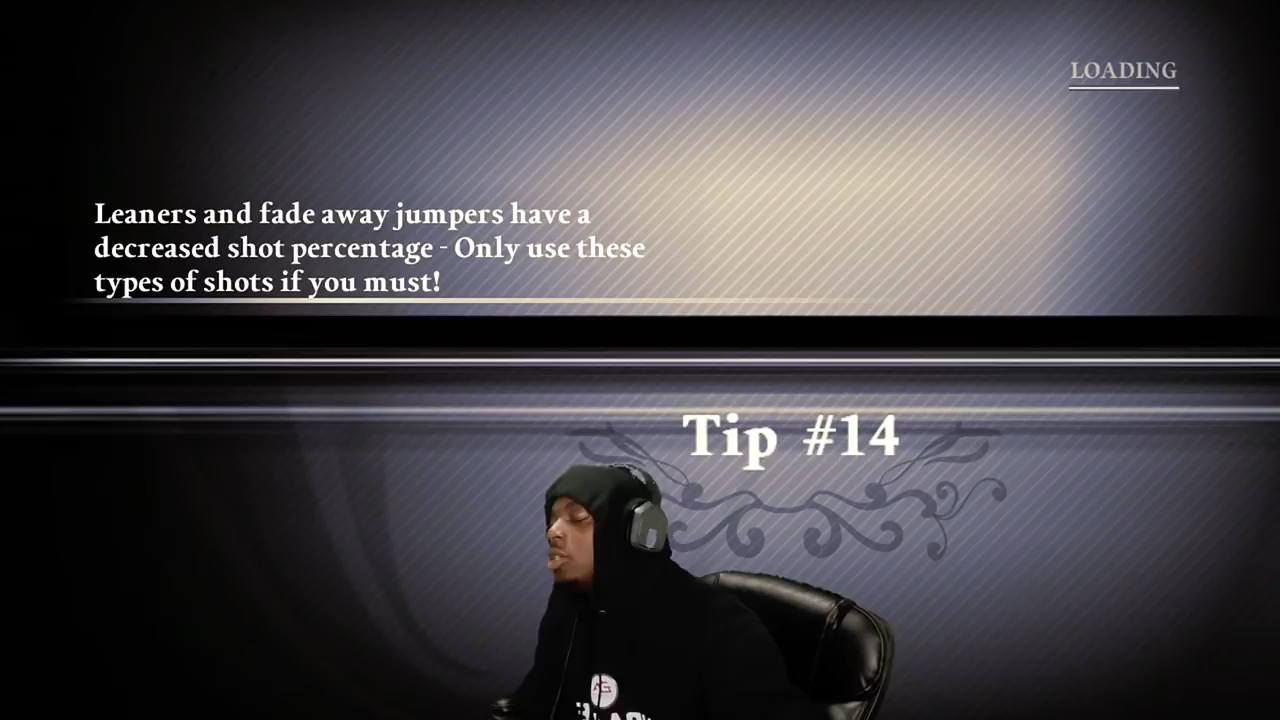 LOADING
Leaners and fade away jumpers have a
decreased shot percentage - Only use these
types of shots if you must!
Tip #14